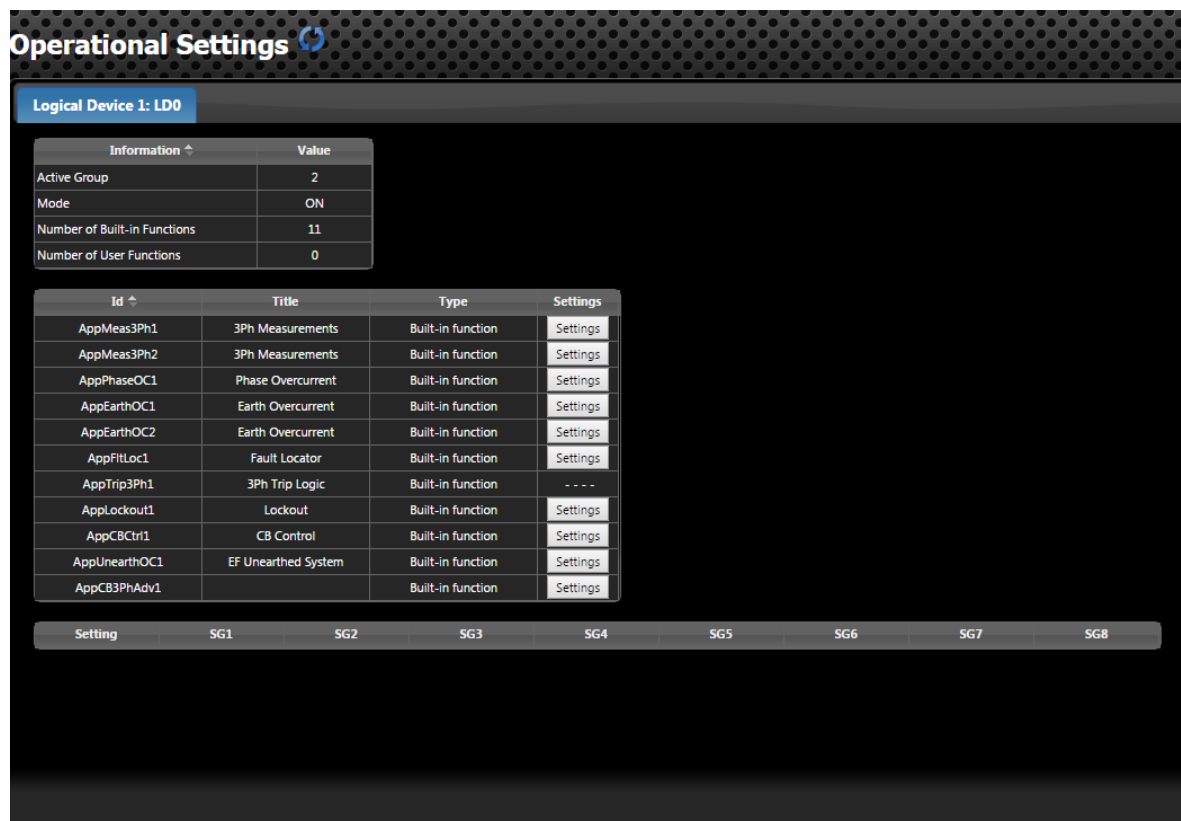 Operational Settings
Logical Device 1: LD0
Information Value
Active Group 2
Mode ON
Number of Built-in Functions 11
Number of User Functions 0
Id Title Type Settings
AppMeas3Ph1 3Ph Measurements Built-in function Settings
AppMeas3Ph2 3Ph Measurements Built-in function Settings
AppPhaseOC1 Phase Overcurrent Built-in function Settings
AppEarthOC1 Earth Overcurrent Built-in function Settings
AppEarthOC2 Earth Overcurrent Built-in function Settings
AppFltLoc1 Fault Locator Built-in function Settings
AppTrip3Ph1 3Ph Trip Logic Built-in function - - - -
AppLockout1 Lockout Built-in function Settings
AppCBCtrl1 CB Control Built-in function Settings
AppUnearthOC1 EF Unearthed System Built-in function Settings
AppCB3PhAdv1 Built-in function Settings
Setting SG1 SG2 SG3 SG4 SG5 SG6 SG7 SG8